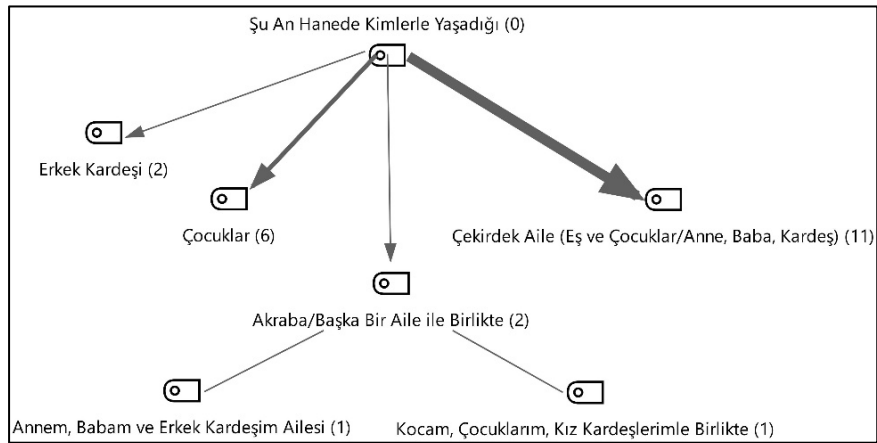 Şu An Hanede Kimlerle Yaşadığı (0)
Erkek Kardeşi (2)
Çocuklar (6)
Çekirdek Aile (Eş ve Çocuklar/Anne, Baba, Kardeş) (11)
Akraba/Başka Bir Aile ile Birlikte (2)
Annem, Babam ve Erkek Kardeşim Ailesi (1)
Kocam, Çocuklarım, Kız Kardeşlerimle Birlikte (1)